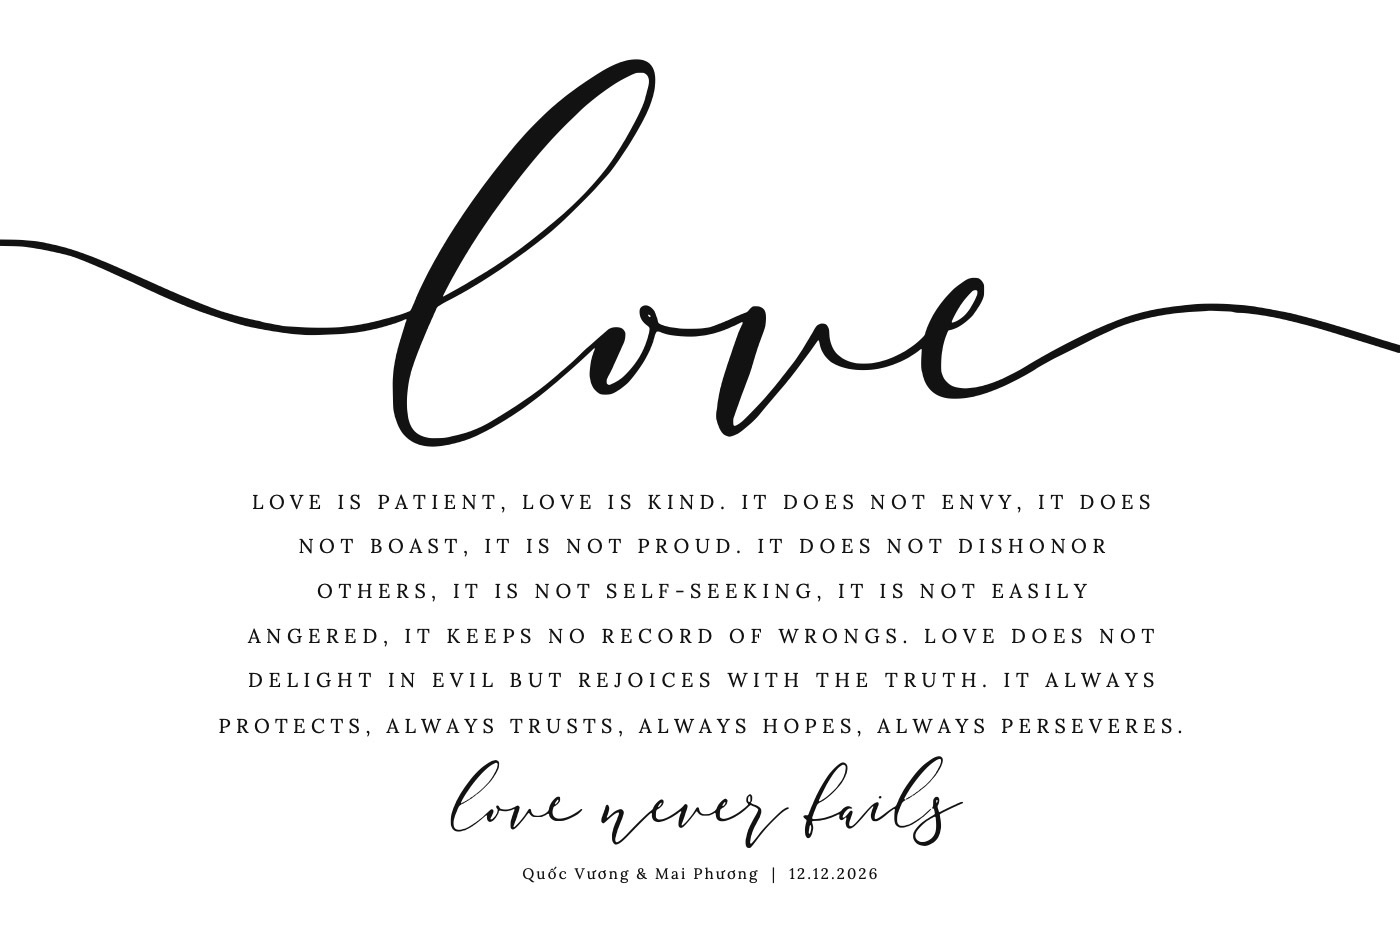 love
LOVE IS PATIENT, LOVE IS KIND. IT DOES NOT ENVY, IT DOES
NOT BOAST, IT IS NOT PROUD. IT DOES NOT DISHONOR
OTHERS, IT IS NOT SELF-SEEKING, IT IS NOT EASILY
ANGERED, IT KEEPS NO RECORD OF WRONGS. LOVE DOES NOT
DELIGHT IN EVIL BUT REJOICES WITH THE TRUTH. IT ALWAYS
PROTECTS, ALWAYS TRUSTS, ALWAYS HOPES, ALWAYS PERSEVERES.
love never fails
Quốc Vương & Mai Phương | 12.12.2026